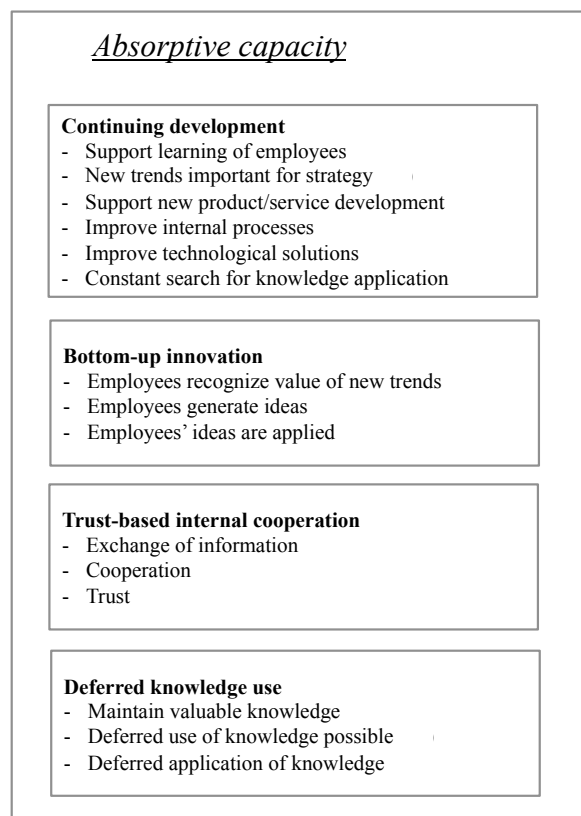 Absorptive capacity
Continuing development
- Support learning of employees
- New trends important for strategy
- Support new product/service development
- Improve internal processes
- Improve technological solutions
- Constant search for knowledge application
Bottom-up innovation
- Employees recognize value of new trends
- Employees generate ideas
- Employees’ ideas are applied
Trust-based internal cooperation
- Exchange of information
- Cooperation
- Trust
Deferred knowledge use
- Maintain valuable knowledge
- Deferred use of knowledge possible
- Deferred application of knowledge